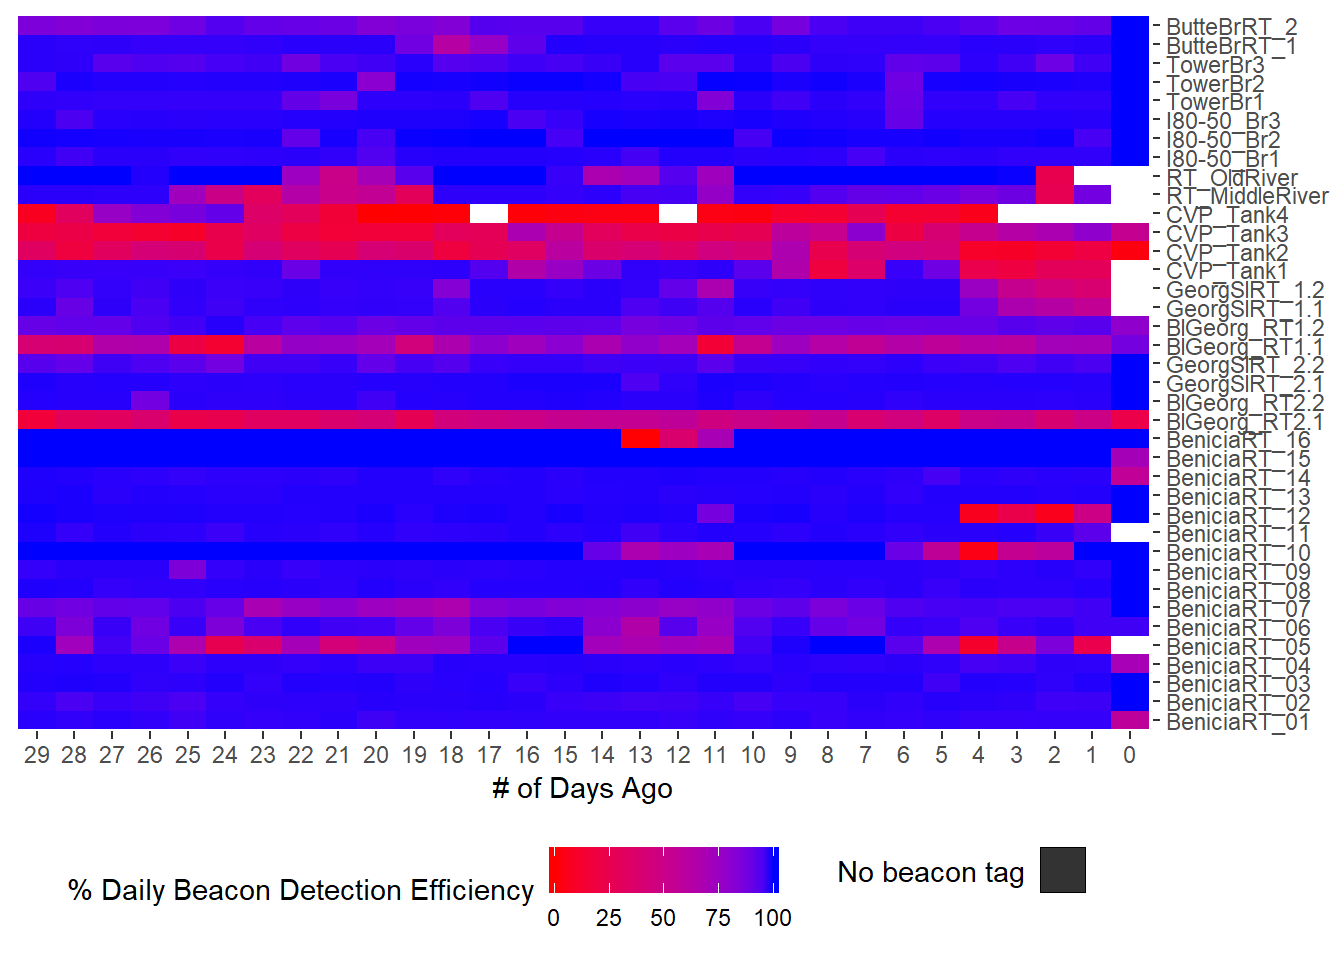 ButteBrRT_2
ButteBrRT_1
TowerBr3
TowerBr2
TowerBr1
I80-50_Br3
I80-50_Br2
I80-50_Br1
RT_OldRiver
RT_MiddleRiver
CVP_Tank4
CVP_Tank3
CVP_Tank2
CVP_Tank1
GeorgSlRT_1.2
GeorgSlRT_1.1
BlGeorg_RT1.2
BlGeorg_RT1.1
GeorgSlRT_2.2
GeorgSlRT_2.1
BlGeorg_RT2.2
BlGeorg_RT2.1
BeniciaRT_16
BeniciaRT_15
BeniciaRT_14
BeniciaRT_13
BeniciaRT_12
BeniciaRT_11
BeniciaRT_10
BeniciaRT_09
BeniciaRT_08
BeniciaRT_07
BeniciaRT_06
BeniciaRT_05
BeniciaRT_04
BeniciaRT_03
BeniciaRT_02
BeniciaRT_01
29 28 27 26 25 24 23 22 21 20 19 18 17 16 15 14 13 12 11 10 9 8 7 6 5 4 3 2 1 0
# of Days Ago
% Daily Beacon Detection Efficiency
0 25 50 75 100
No beacon tag